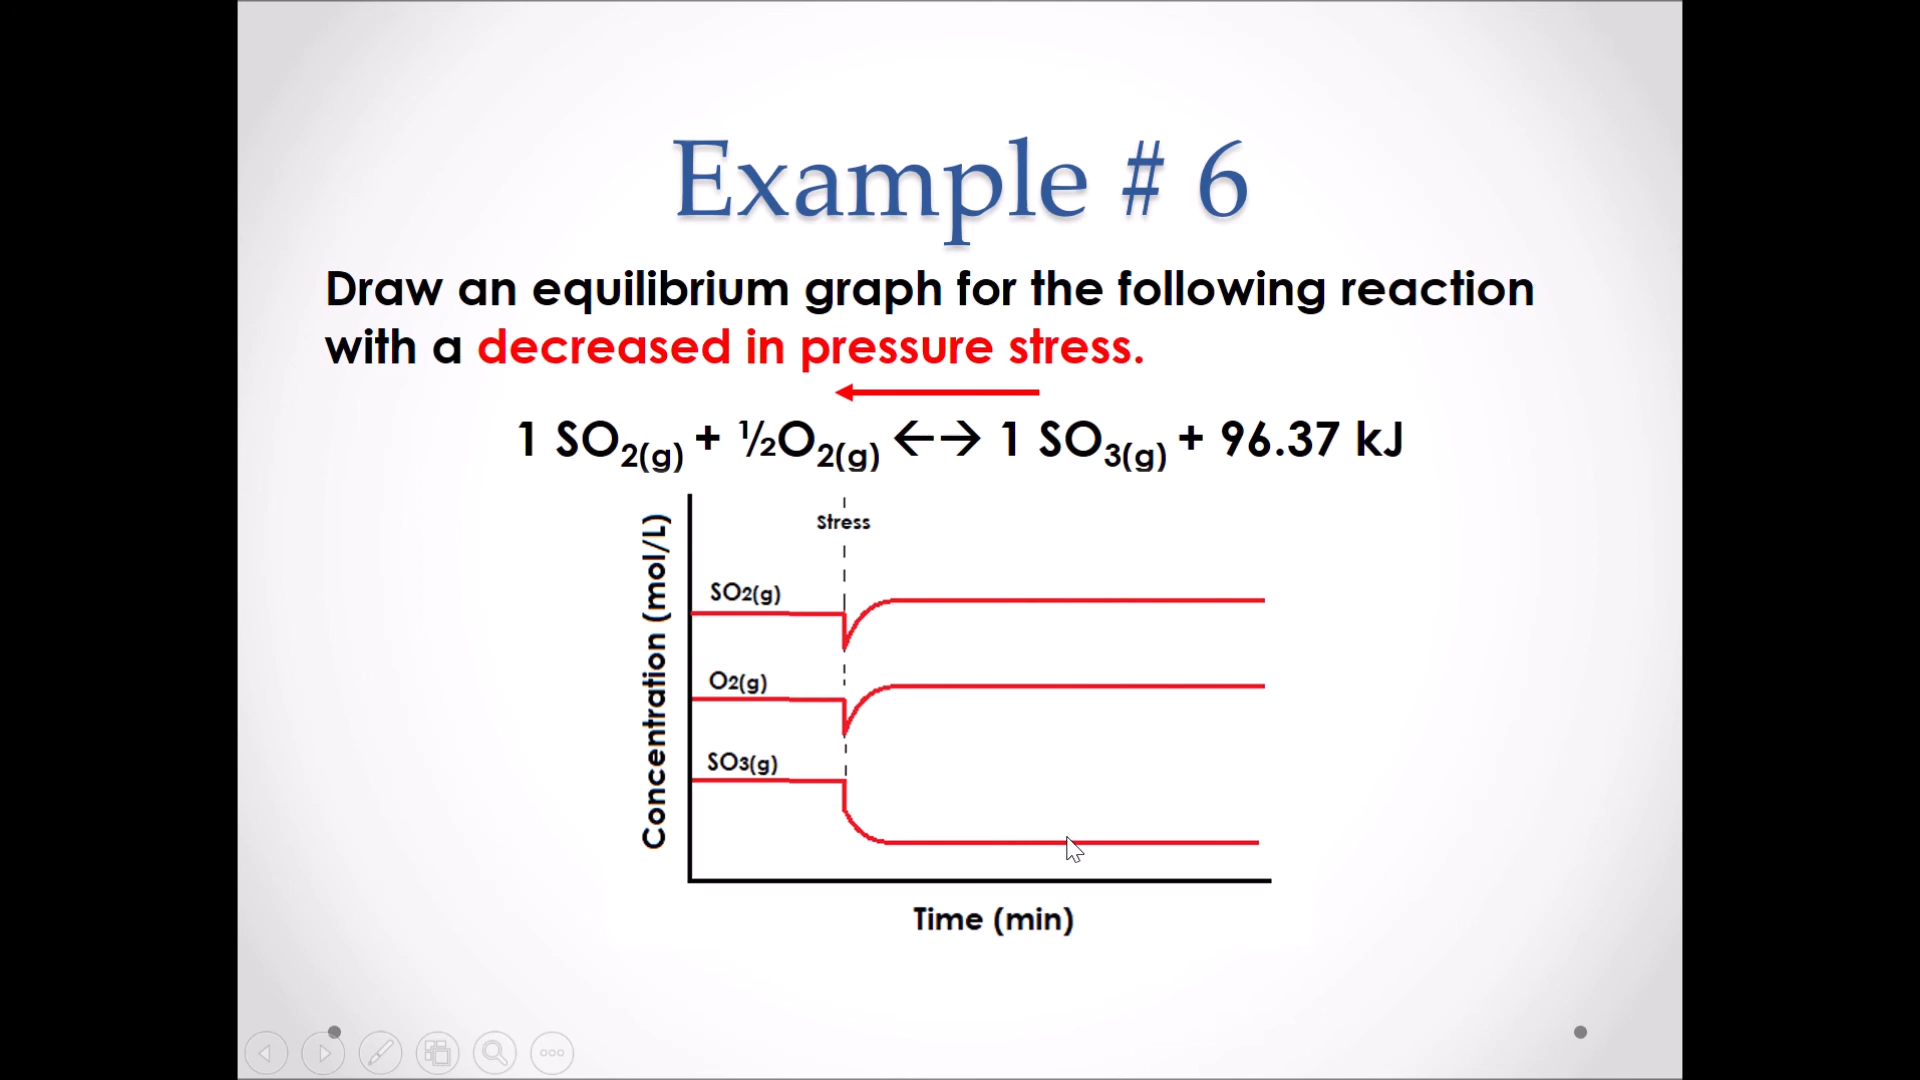 Example # 6
Draw an equilibrium graph for the following reaction
with a decreased in pressure stress.
1 SO2(g) + ½O2(g) ←→ 1 SO3(g) + 96.37 kJ
Concentration (mol/L)
Stress
SO2(g)
O2(g)
SO3(g)
Time (min)